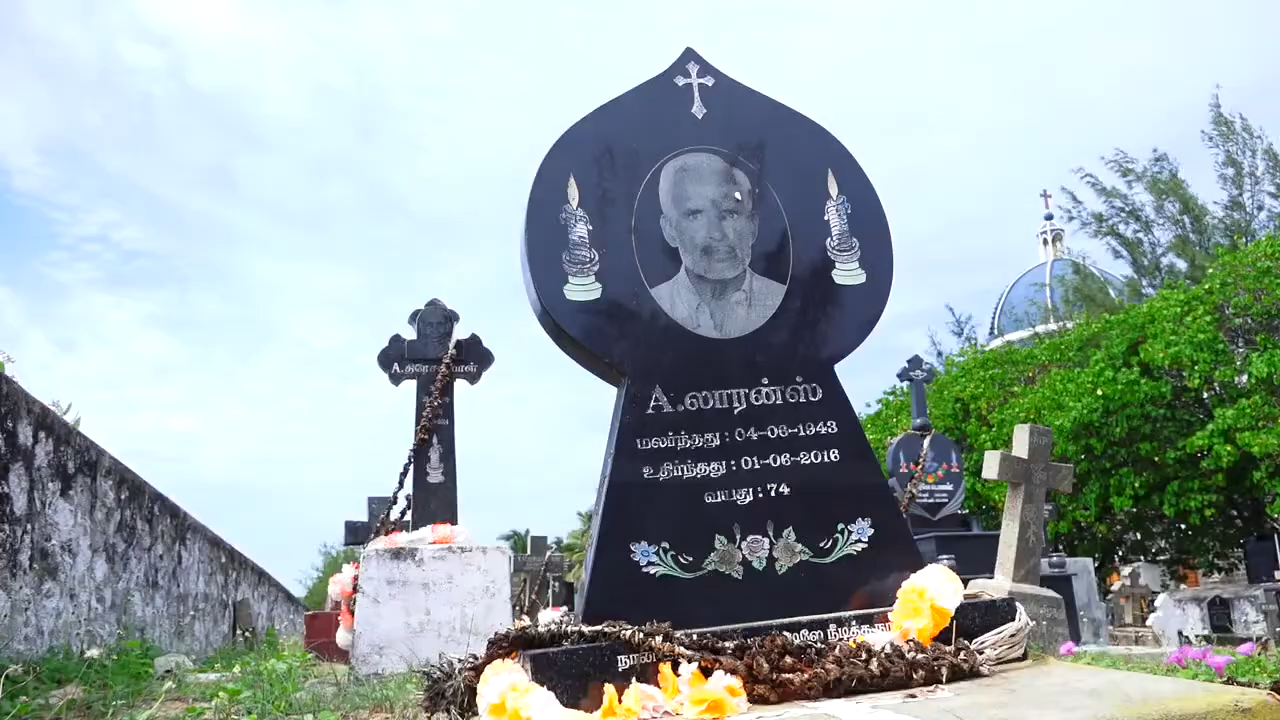 A.லாரன்ஸ்
மலர்ந்தது : 04-06-1943
உதிர்ந்தது : 01-06-2016
வயது : 74
நீடித்த
நான்